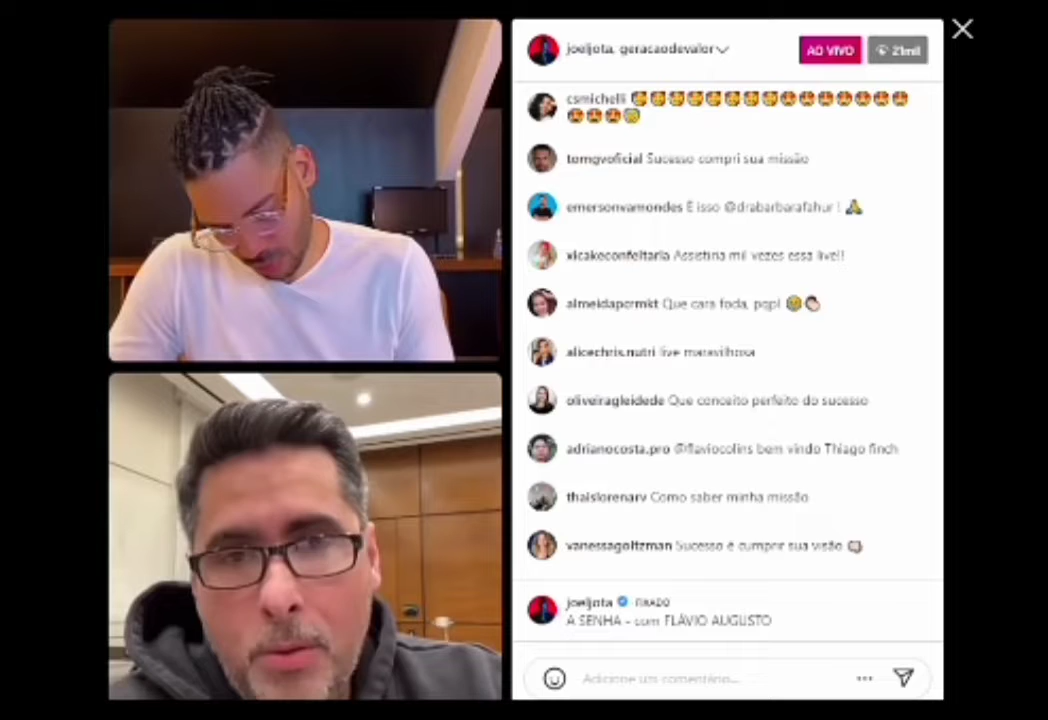 joeljota, geracaodevalor
AO VIVO
21mil
csmichelli 🥰🥰🥰🥰🥰🥰🥰🥰😍😍😍😍😍😍😍
😍😍😍🥰
tomgvoficial Sucesso compri sua missão
emersonvamondes É isso @drabarbarafahur ! 🙏
xicakeconfeitaria Assistiria mil vezes essa live!!
almeidapcrmkt Que cara foda, pqp! 👏🏻
alicechris.nutri live maravilhosa
oliveiragleidede Que conceito perfeito do sucesso
adrianocosta.pro @flaviocolins bem vindo Thiago finch
thaislorenarv Como saber minha missão
vanessagoltzman Sucesso é cumprir sua visão
joeljota FIXADO
A SENHA - com FLÁVIO AUGUSTO
Adicione um comentário...